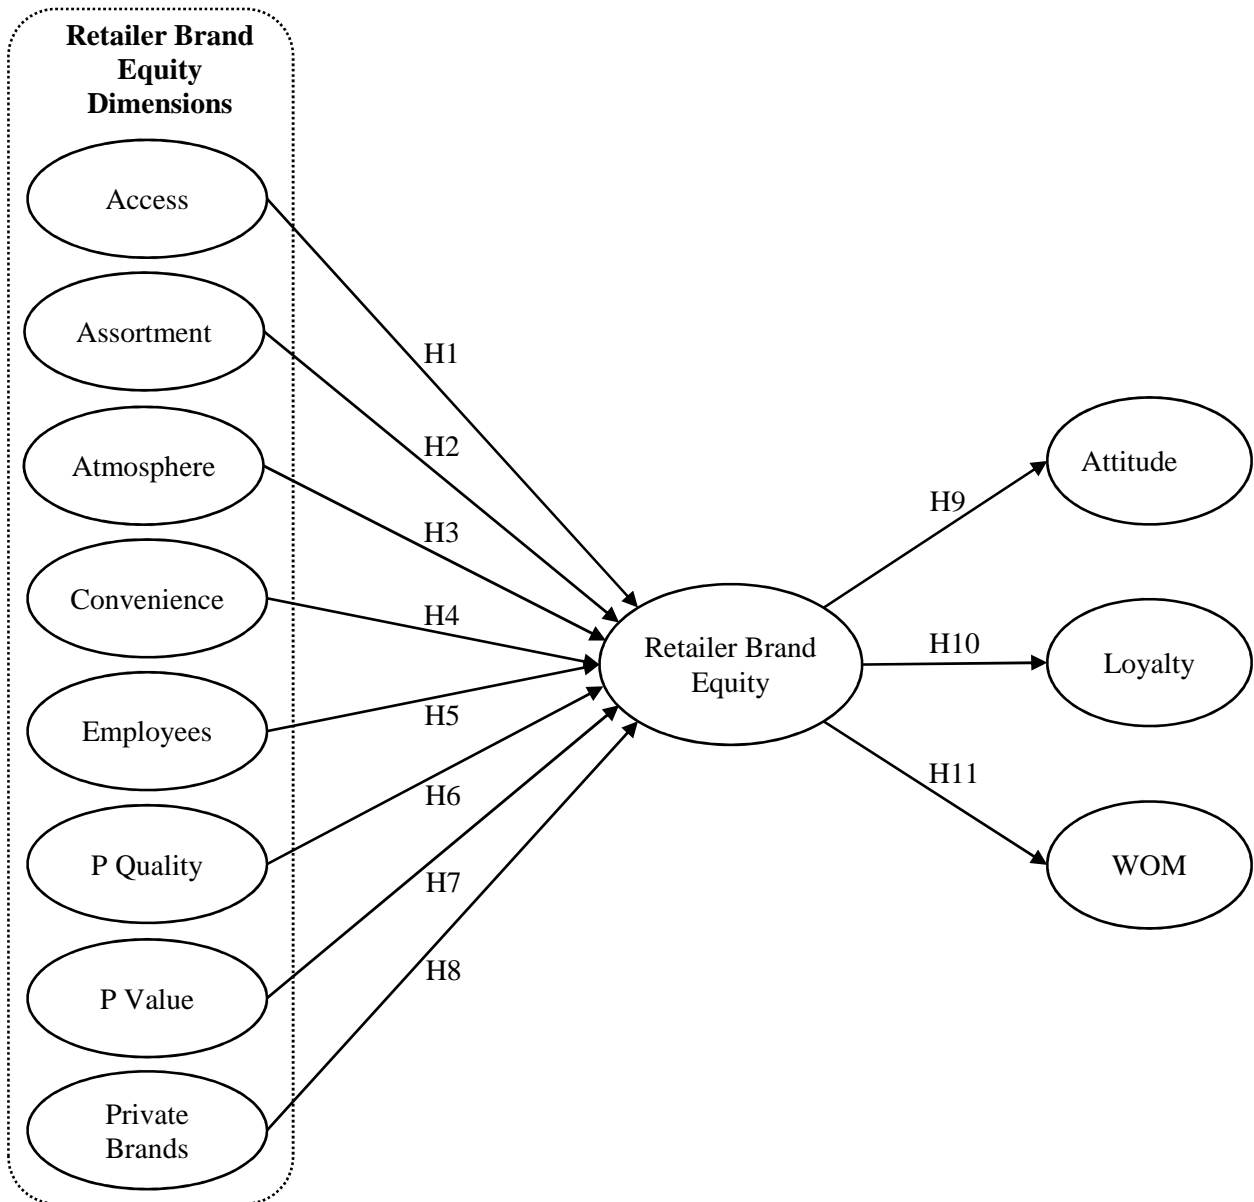 Retailer Brand
Equity
Dimensions
Access
Assortment
Atmosphere
Convenience
Employees
P Quality
P Value
Private
Brands
H1
H2
H3
H4
H5
H6
H7
H8
Retailer Brand
Equity
H9
H10
H11
Attitude
Loyalty
WOM